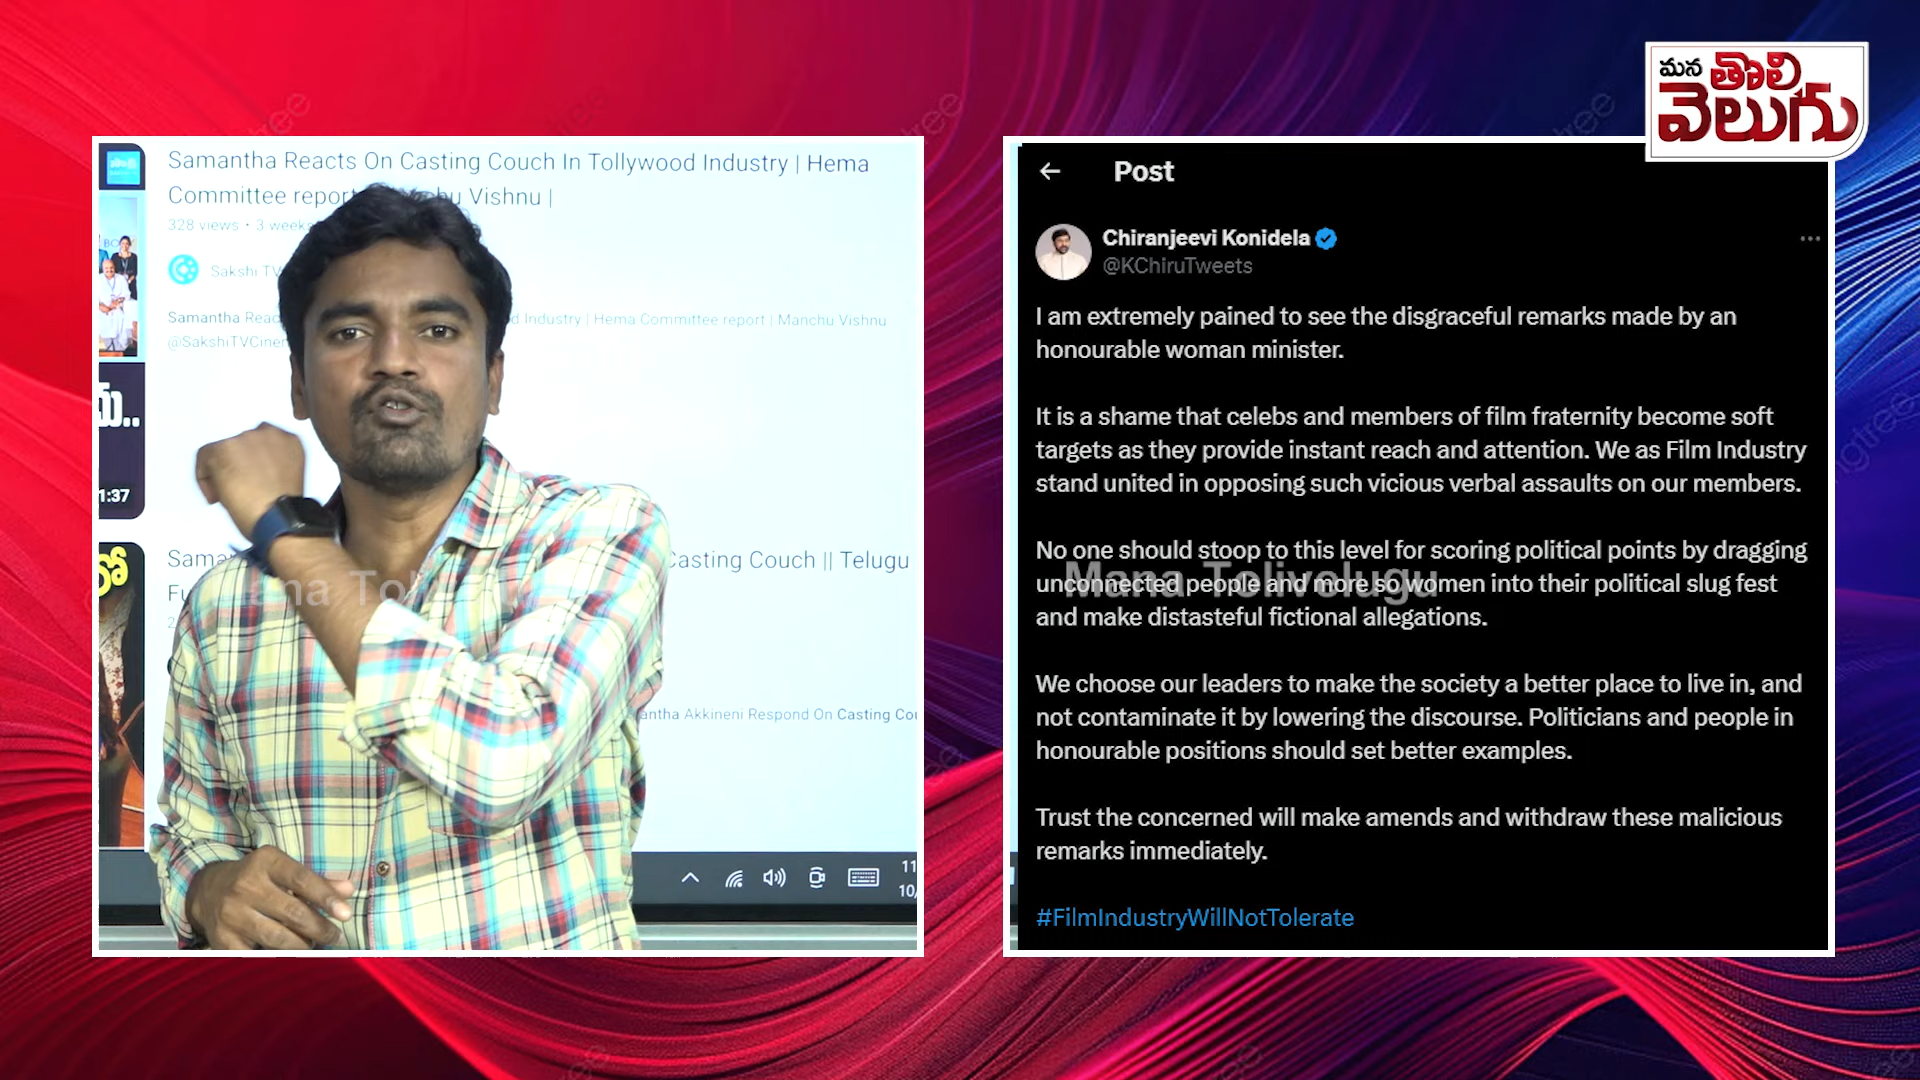 మన తొలి
వెలుగు
Samantha Reacts On Casting Couch In Tollywood Industry | Hema
Committee report Vishnu |
328 views • 3 weeks
Sakshi TV
Samantha Reac d Industry | Hema Committee report | Manchu Vishnu
@SakshiTVCinem
1:37
Sama Casting Couch || Telugu
Fu
antha Akkineni Respond On Casting Cou
11
10/
Mana Tolivelugu
Post
Chiranjeevi Konidela
@KChiruTweets
I am extremely pained to see the disgraceful remarks made by an
honourable woman minister.
It is a shame that celebs and members of film fraternity become soft
targets as they provide instant reach and attention. We as Film Industry
stand united in opposing such vicious verbal assaults on our members.
No one should stoop to this level for scoring political points by dragging
unconnected people and more so women into their political slug fest
and make distasteful fictional allegations.
We choose our leaders to make the society a better place to live in, and
not contaminate it by lowering the discourse. Politicians and people in
honourable positions should set better examples.
Trust the concerned will make amends and withdraw these malicious
remarks immediately.
#FilmIndustryWillNotTolerate